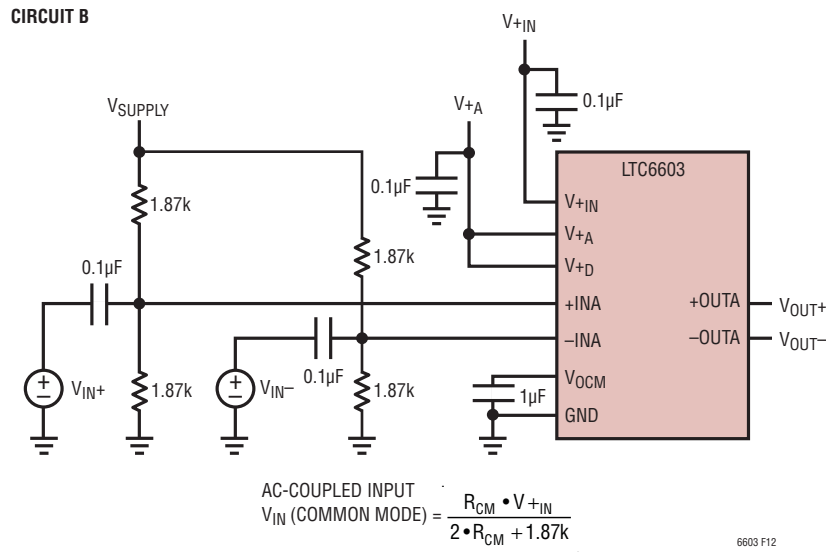 CIRCUIT B
V+IN
0.1µF
V+A
VSUPPLY
0.1µF
1.87k
LTC6603
V+IN
V+A
V+D
1.87k
0.1µF
+INA
+OUTA
VOUT+
–INA
–OUTA
VOUT–
VIN+
1.87k
VIN–
0.1µF
1.87k
VOCM
1µF
GND
AC-COUPLED INPUT
VIN (COMMON MODE) = RCM • V+IN / 2 • RCM + 1.87k
6603 F12